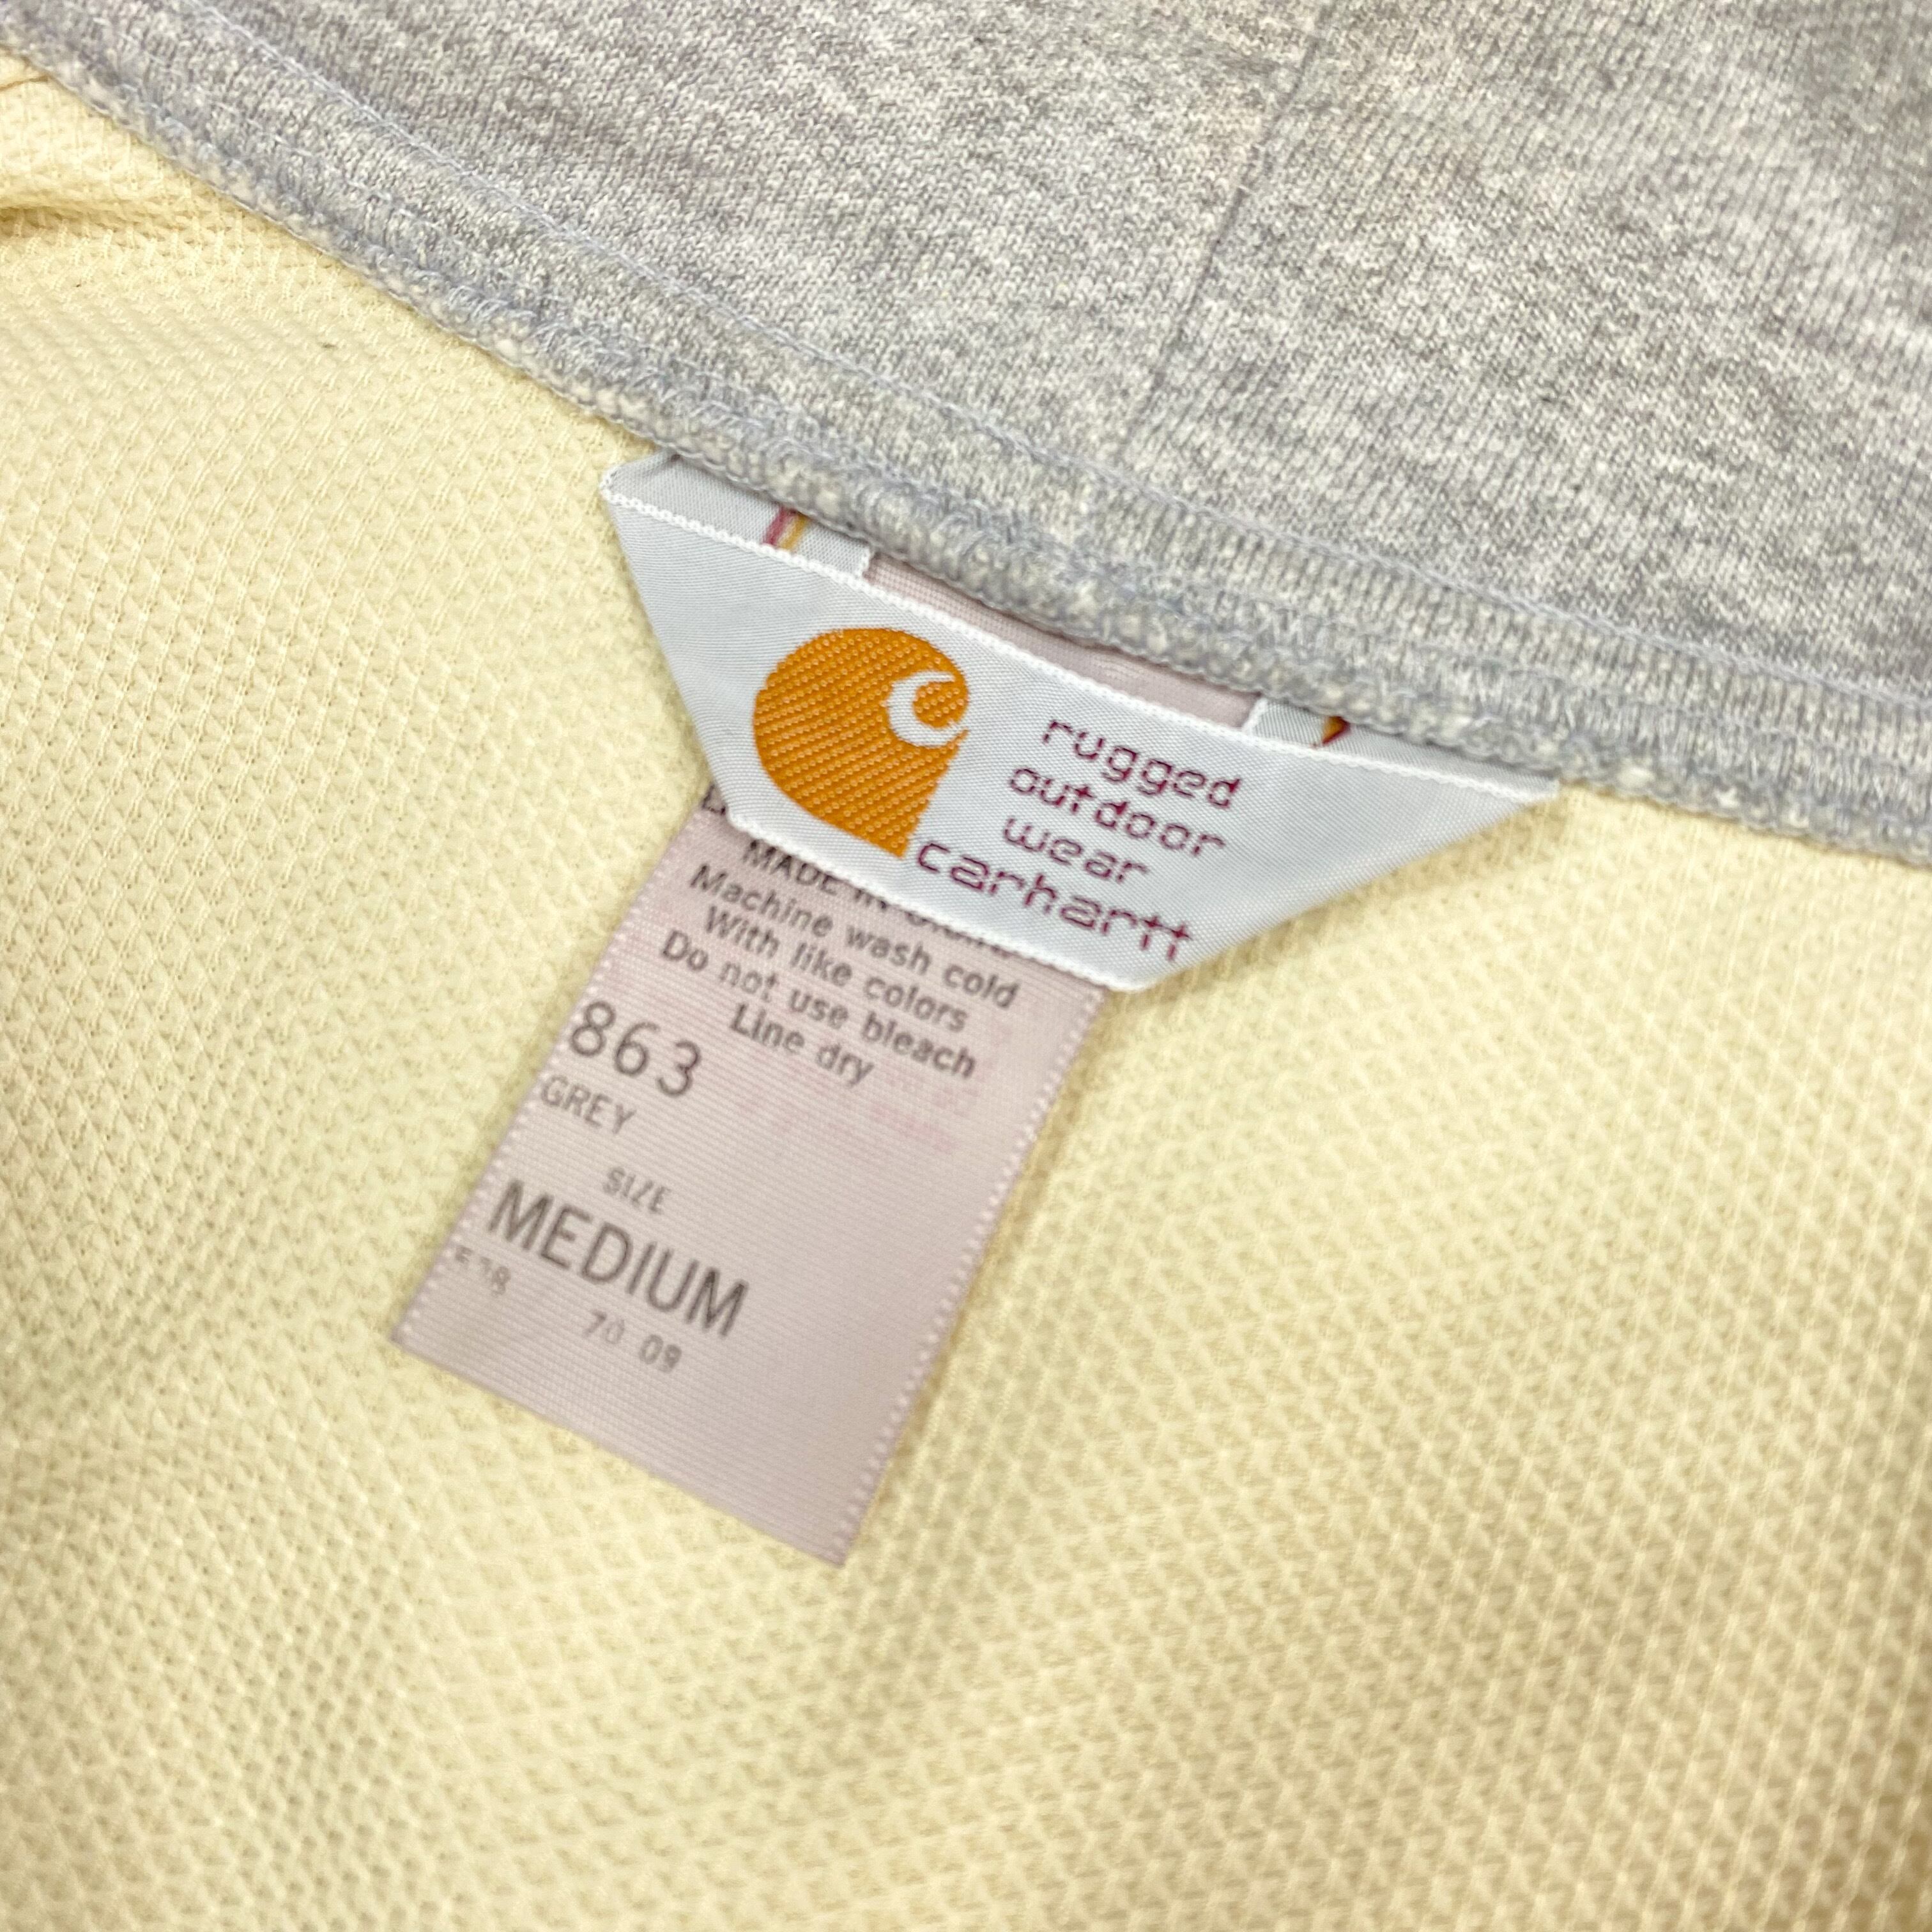 rugged
outdoor
wear
carhartt
MADE IN
Machine wash cold
With like colors
Do not use bleach
Line dry
863
GREY
SIZE
MEDIUM
70 09